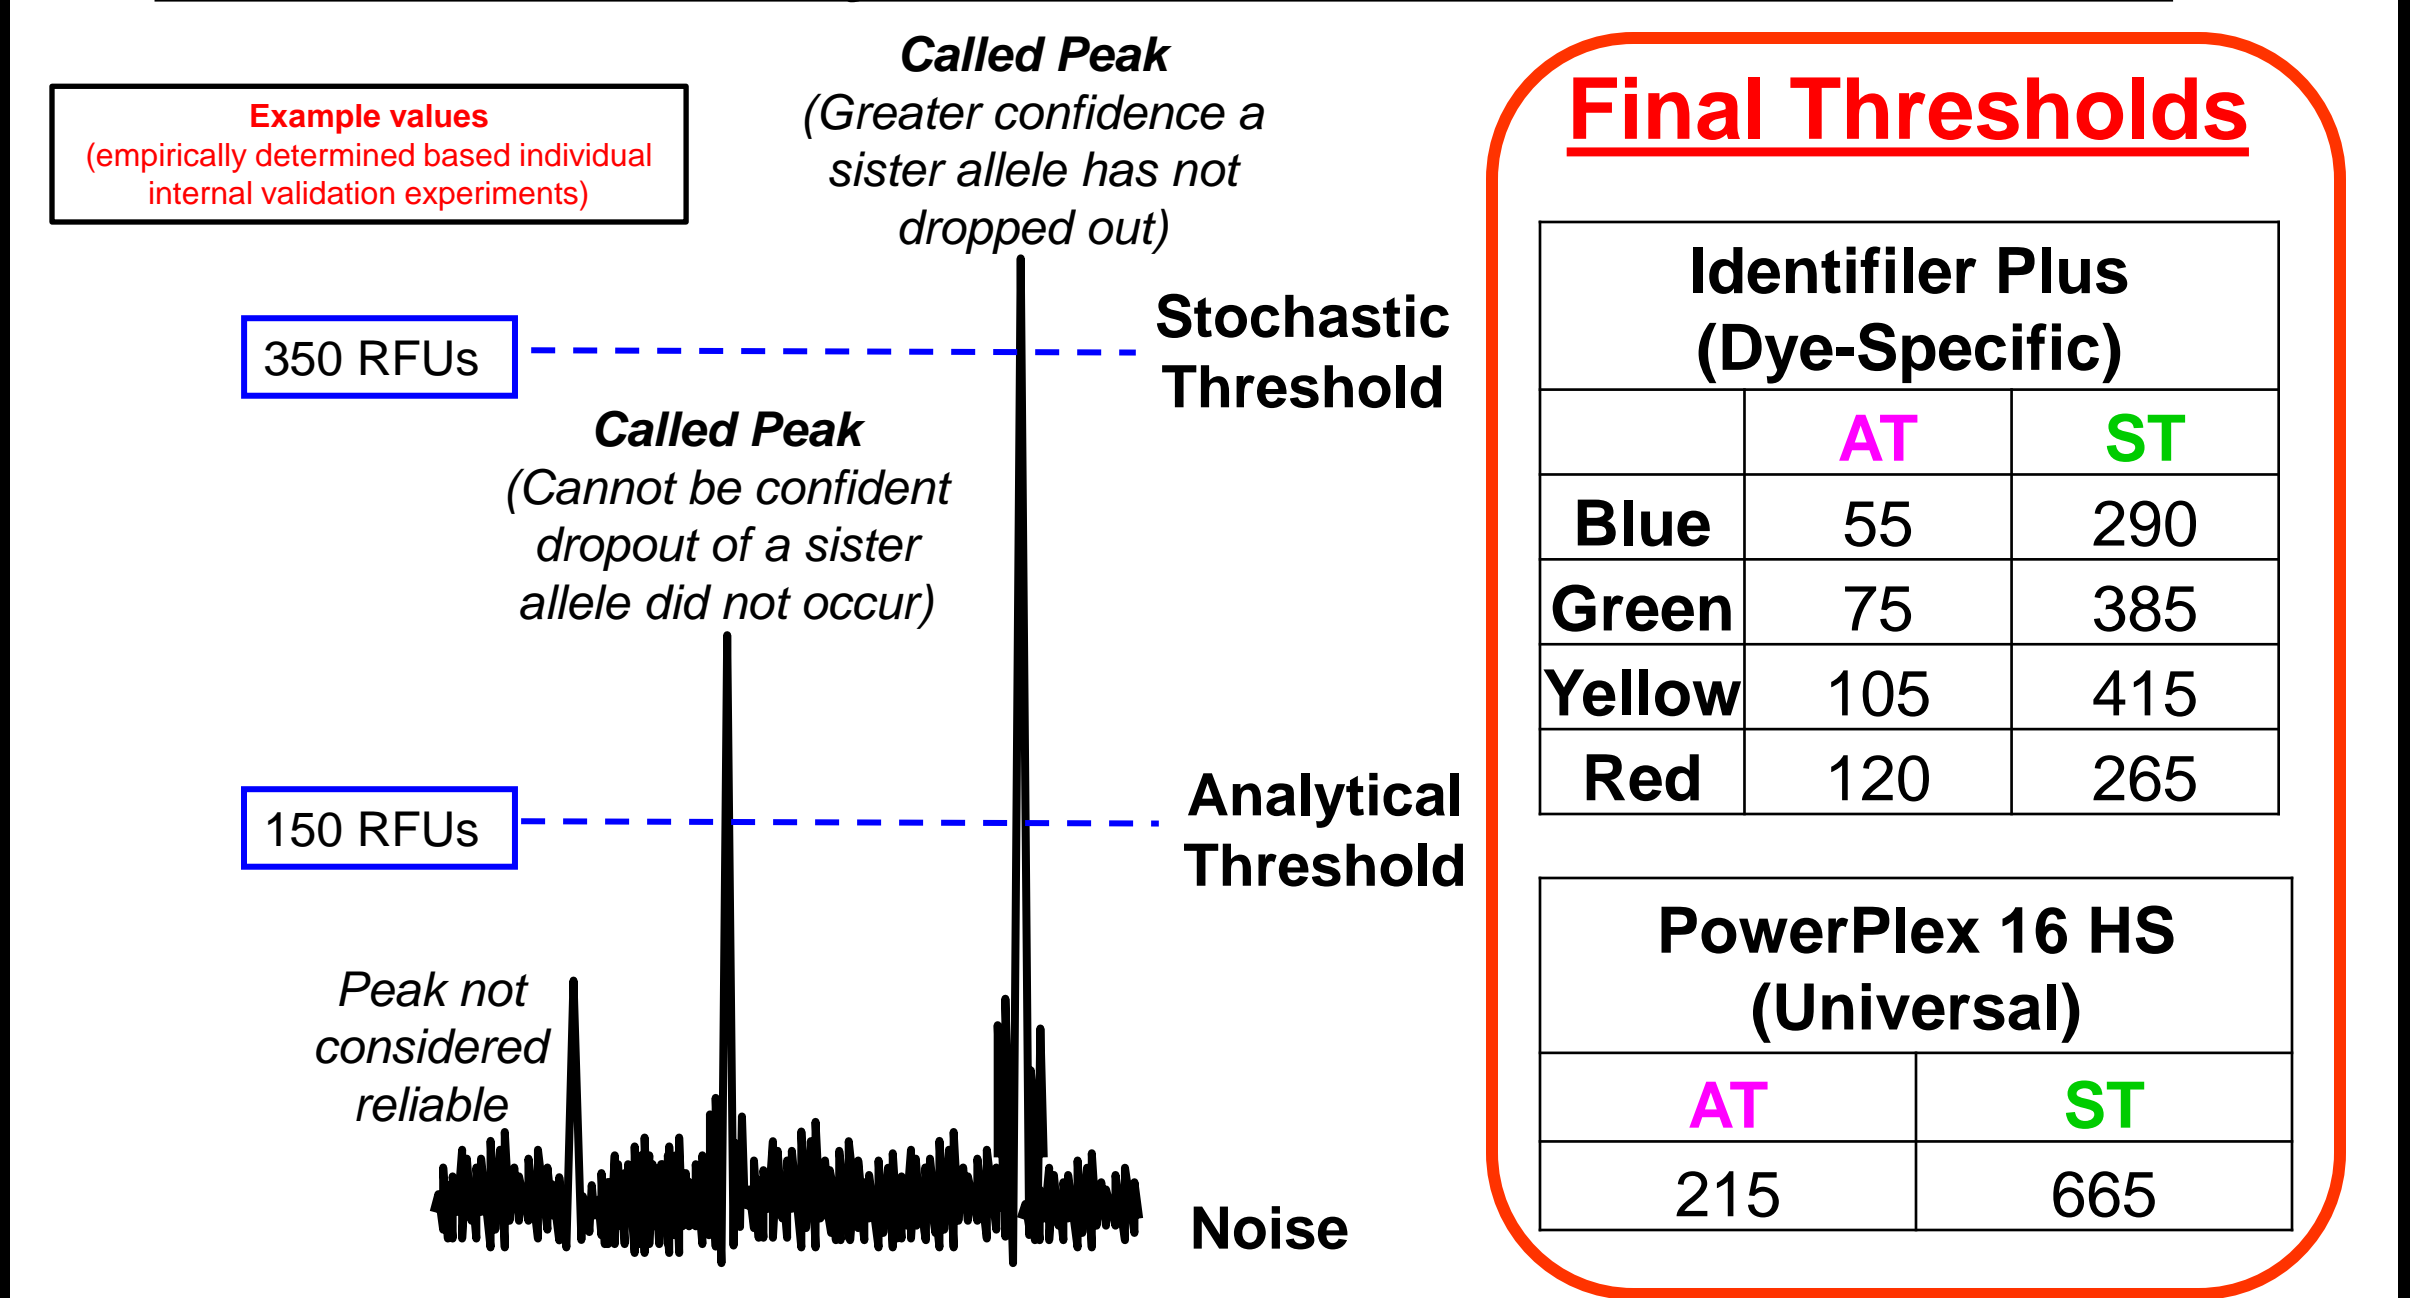 Example values
(empirically determined based individual
internal validation experiments)
Called Peak
(Greater confidence a
sister allele has not
dropped out)
350 RFUs
Stochastic
Threshold
Called Peak
(Cannot be confident
dropout of a sister
allele did not occur)
150 RFUs
Analytical
Threshold
Peak not
considered
reliable
Noise
Final Thresholds
Identifiler Plus
(Dye-Specific)
AT ST
Blue 55 290
Green 75 385
Yellow 105 415
Red 120 265
PowerPlex 16 HS
(Universal)
AT ST
215 665